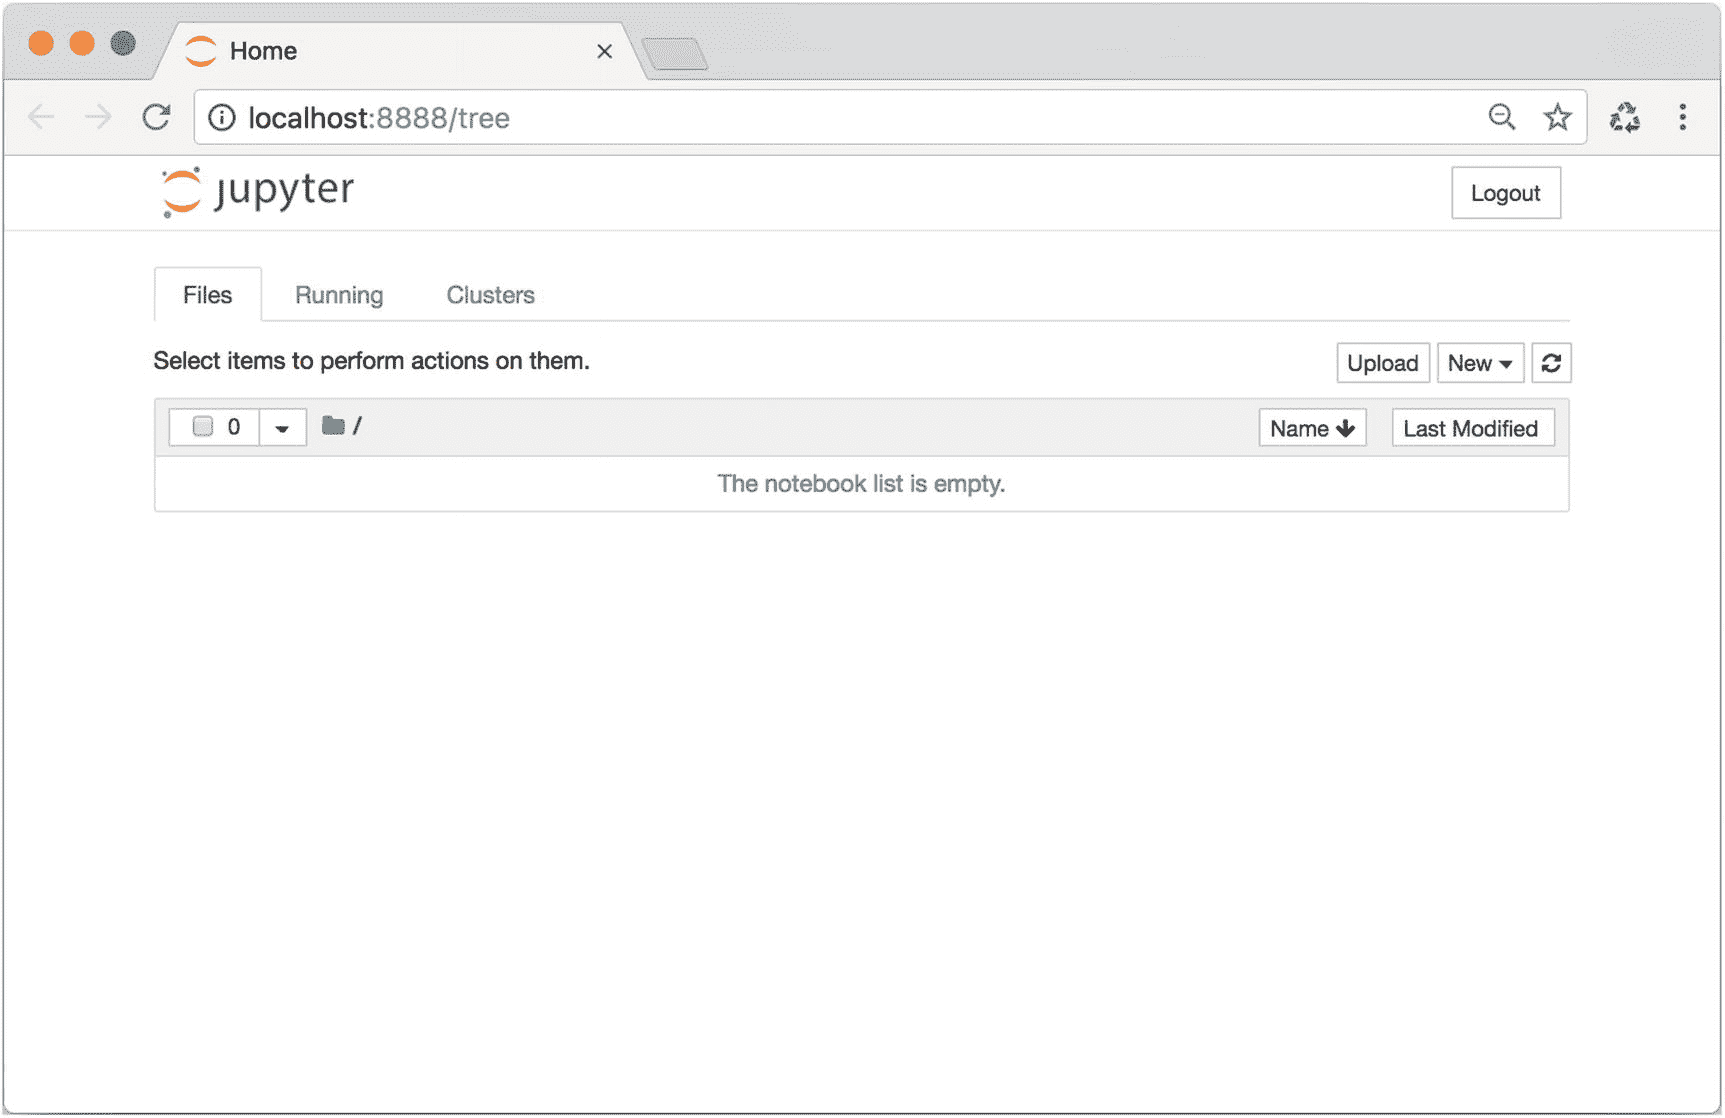 Home
localhost:8888/tree
jupyter
Logout
Files Running Clusters
Select items to perform actions on them.
Upload New
0 /
Name Last Modified
The notebook list is empty.